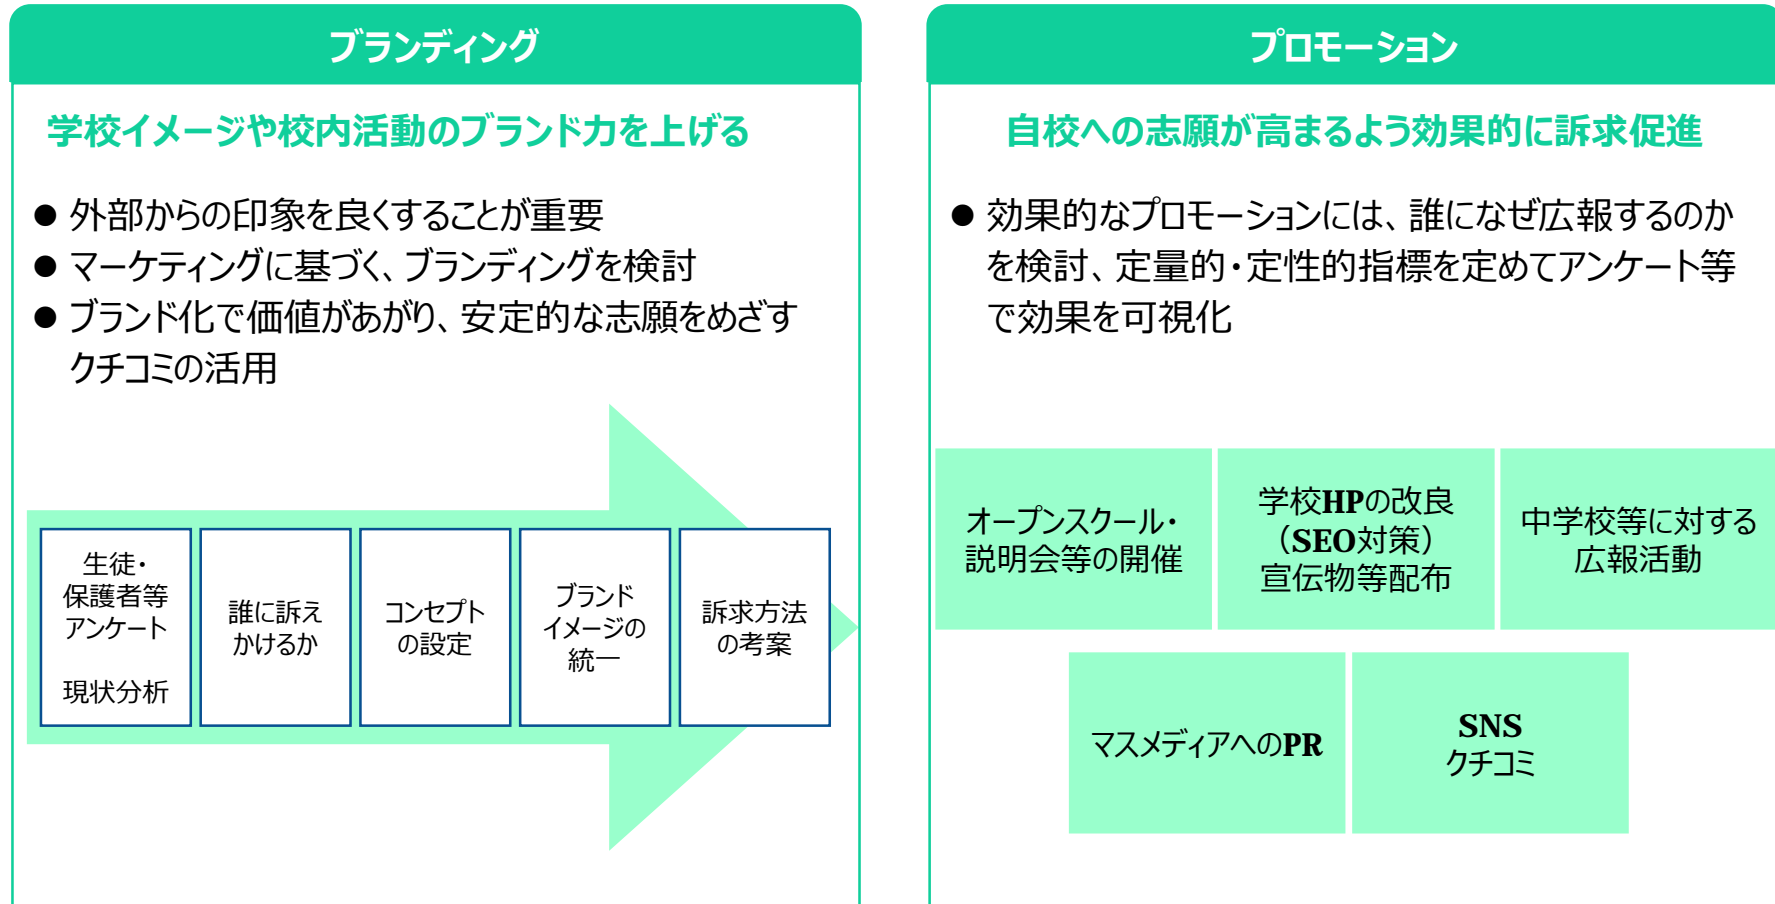 ブランディング
学校イメージや校内活動のブランド力を上げる
● 外部からの印象を良くすることが重要
● マーケティングに基づく、ブランディングを検討
● ブランド化で価値があがり、安定的な志願をめざす
クチコミの活用
生徒・
保護者等
アンケート
現状分析
誰に訴え
かけるか
コンセプト
の設定
ブランド
イメージの
統一
訴求方法
の考案
プロモーション
自校への志願が高まるよう効果的に訴求促進
● 効果的なプロモーションには、誰になぜ広報するのか
を検討、定量的・定性的指標を定めてアンケート等
で効果を可視化
オープンスクール・
説明会等の開催
学校HPの改良
（SEO対策）
宣伝物等配布
中学校等に対する
広報活動
マスメディアへのPR
SNS
クチコミ